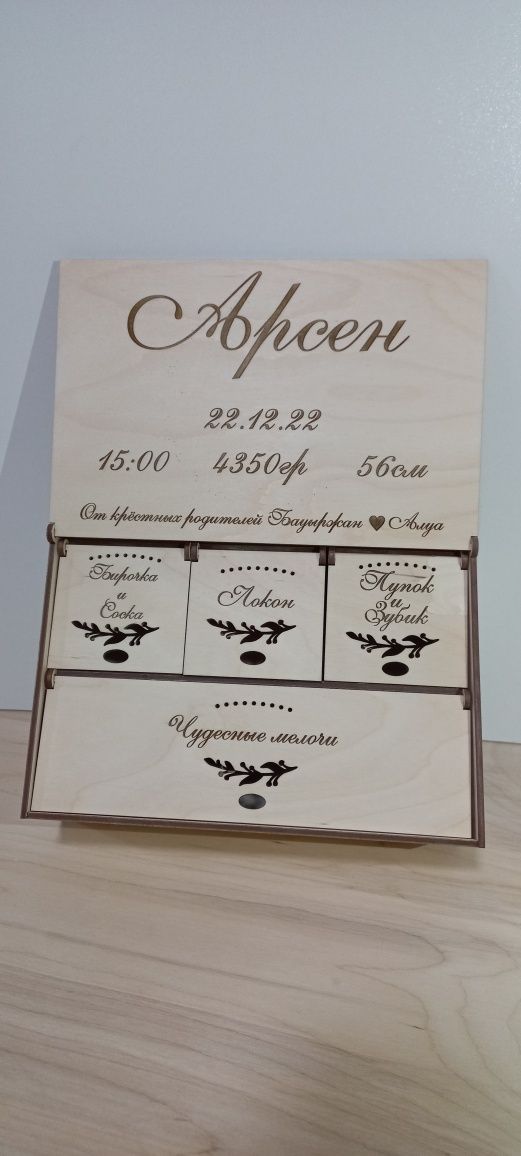 Арсен
22.12.22
15:00 4350гр 56см
От крёстных родителей Бауыржан ♥ Алуа
Бирочка
и
Соска
Локон
Пупок
и
Зубик
Чудесные мелочи